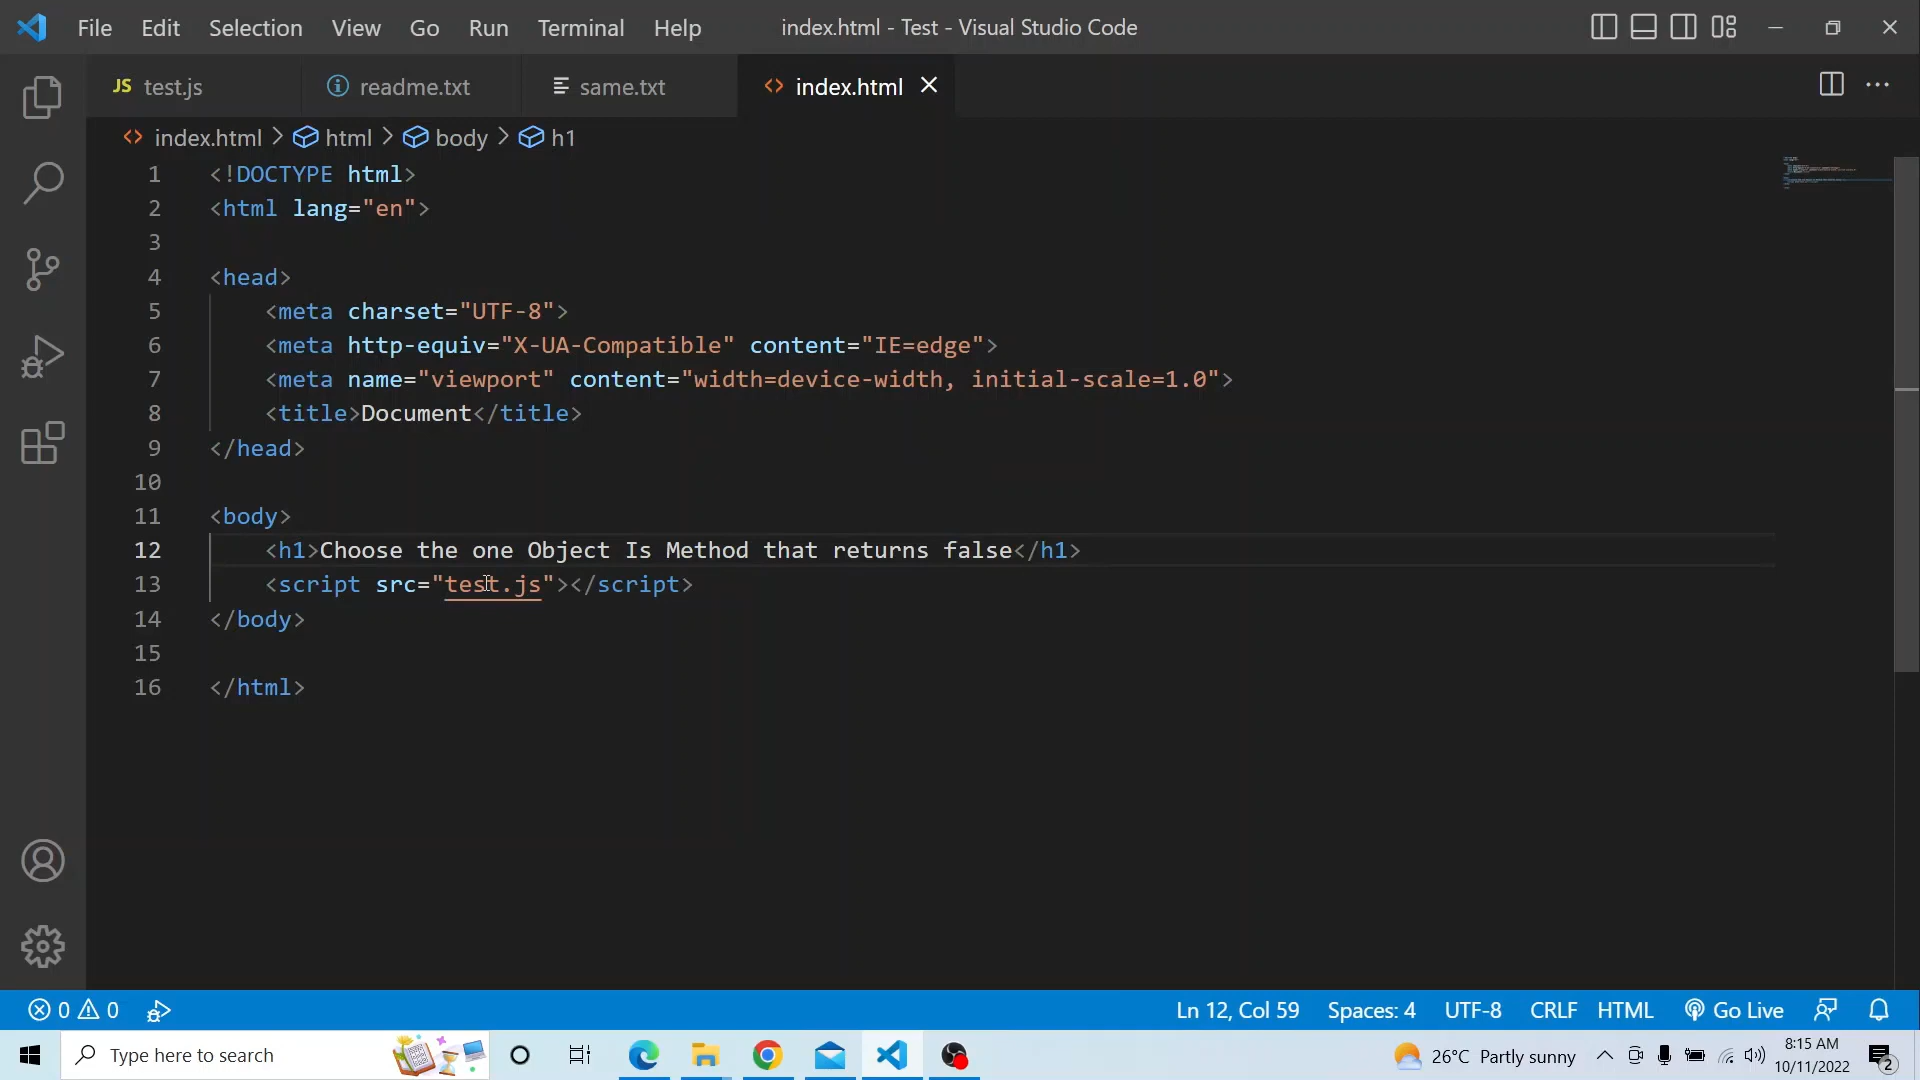 File Edit Selection View Go Run Terminal Help index.html - Test - Visual Studio Code
JS test.js readme.txt same.txt index.html
index.html > html > body > h1
1 <!DOCTYPE html>
2 <html lang="en">
3
4 <head>
5 <meta charset="UTF-8">
6 <meta http-equiv="X-UA-Compatible" content="IE=edge">
7 <meta name="viewport" content="width=device-width, initial-scale=1.0">
8 <title>Document</title>
9 </head>
10
11 <body>
12 <h1>Choose the one Object Is Method that returns false</h1>
13 <script src="test.js"></script>
14 </body>
15
16 </html>
0 0 Ln 12, Col 59 Spaces: 4 UTF-8 CRLF HTML Go Live
Type here to search 26°C Partly sunny 8:15 AM
10/11/2022 2